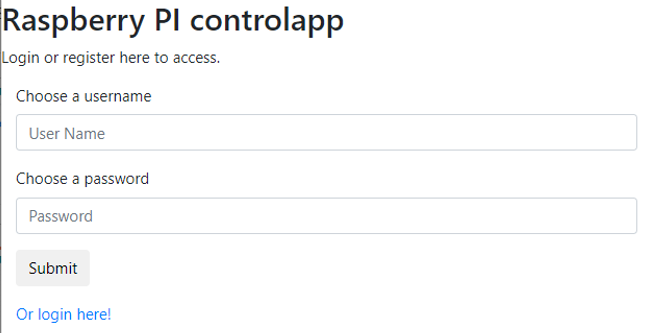 Raspberry PI controlapp
Login or register here to access.
Choose a username
User Name
Choose a password
Password
Submit
Or login here!